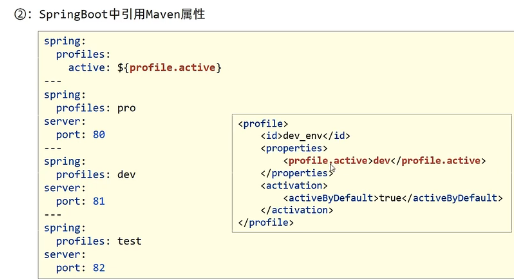 ②：SpringBoot中引用Maven属性
spring:
  profiles:
    active: ${profile.active}
---
spring:
  profiles: pro
server:
  port: 80
---
spring:
  profiles: dev
server:
  port: 81
---
spring:
  profiles: test
server:
  port: 82
<profile>
    <id>dev_env</id>
    <properties>
        <profile.active>dev</profile.active>
    </properties>
    <activation>
        <activeByDefault>true</activeByDefault>
    </activation>
</profile>